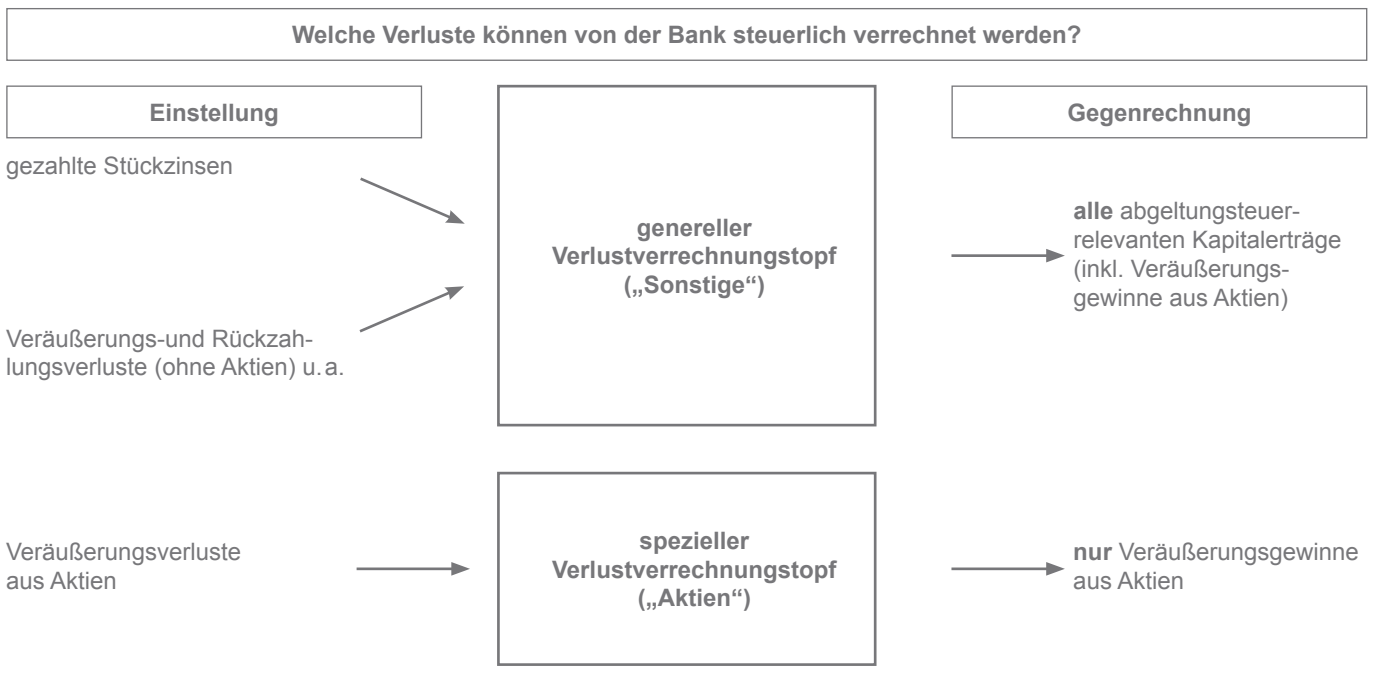 Welche Verluste können von der Bank steuerlich verrechnet werden?
Einstellung
Gegenrechnung
gezahlte Stückzinsen
Veräußerungs-und Rückzah-
lungsverluste (ohne Aktien) u. a.
genereller
Verlustverrechnungstopf
(„Sonstige“)
alle abgeltungsteuer-
relevanten Kapitalerträge
(inkl. Veräußerungs-
gewinne aus Aktien)
Veräußerungsverluste
aus Aktien
spezieller
Verlustverrechnungstopf
(„Aktien“)
nur Veräußerungsgewinne
aus Aktien